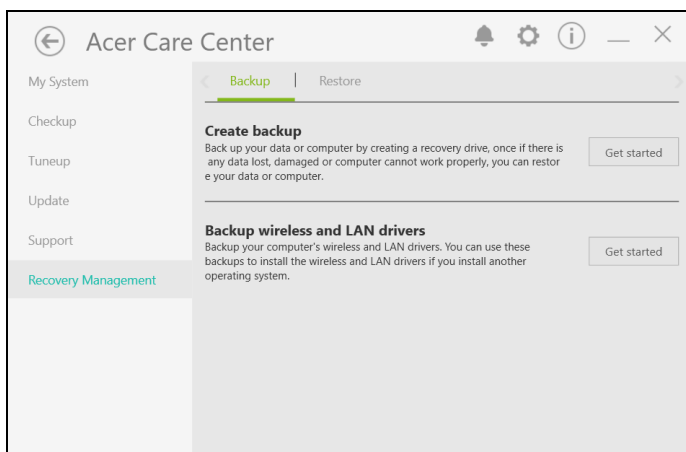 Acer Care Center
My System
Checkup
Tuneup
Update
Support
Recovery Management
Backup
Restore
Create backup
Back up your data or computer by creating a recovery drive, once if there is
any data lost, damaged or computer cannot work properly, you can restor
e your data or computer.
Get started
Backup wireless and LAN drivers
Backup your computer's wireless and LAN drivers. You can use these
backups to install the wireless and LAN drivers if you install another
operating system.
Get started